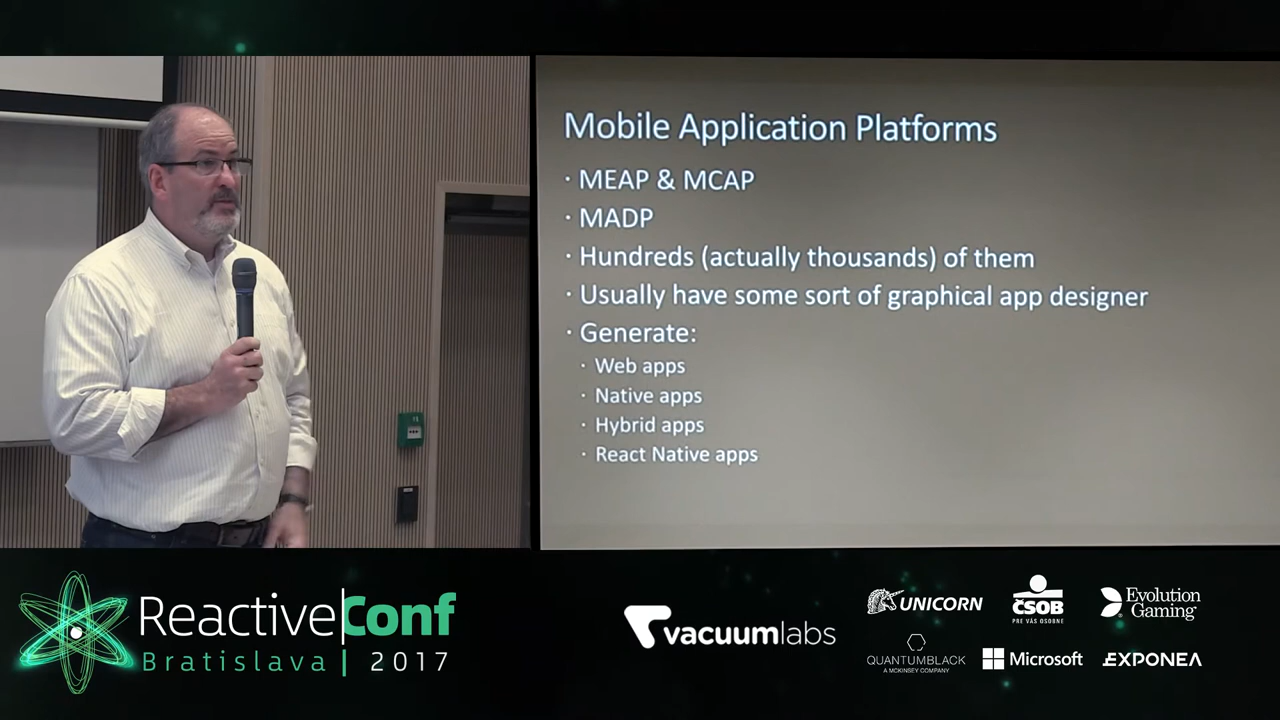 Mobile Application Platforms
· MEAP & MCAP
· MADP
· Hundreds (actually thousands) of them
· Usually have some sort of graphical app designer
· Generate:
· Web apps
· Native apps
· Hybrid apps
· React Native apps
Reactive|Conf
Bratislava | 2017
vacuumlabs
UNICORN
ČSOB
PRE VÁS OSOBNE
Evolution
Gaming
QUANTUMBLACK
A MCKINSEY COMPANY
Microsoft
EXPONEA